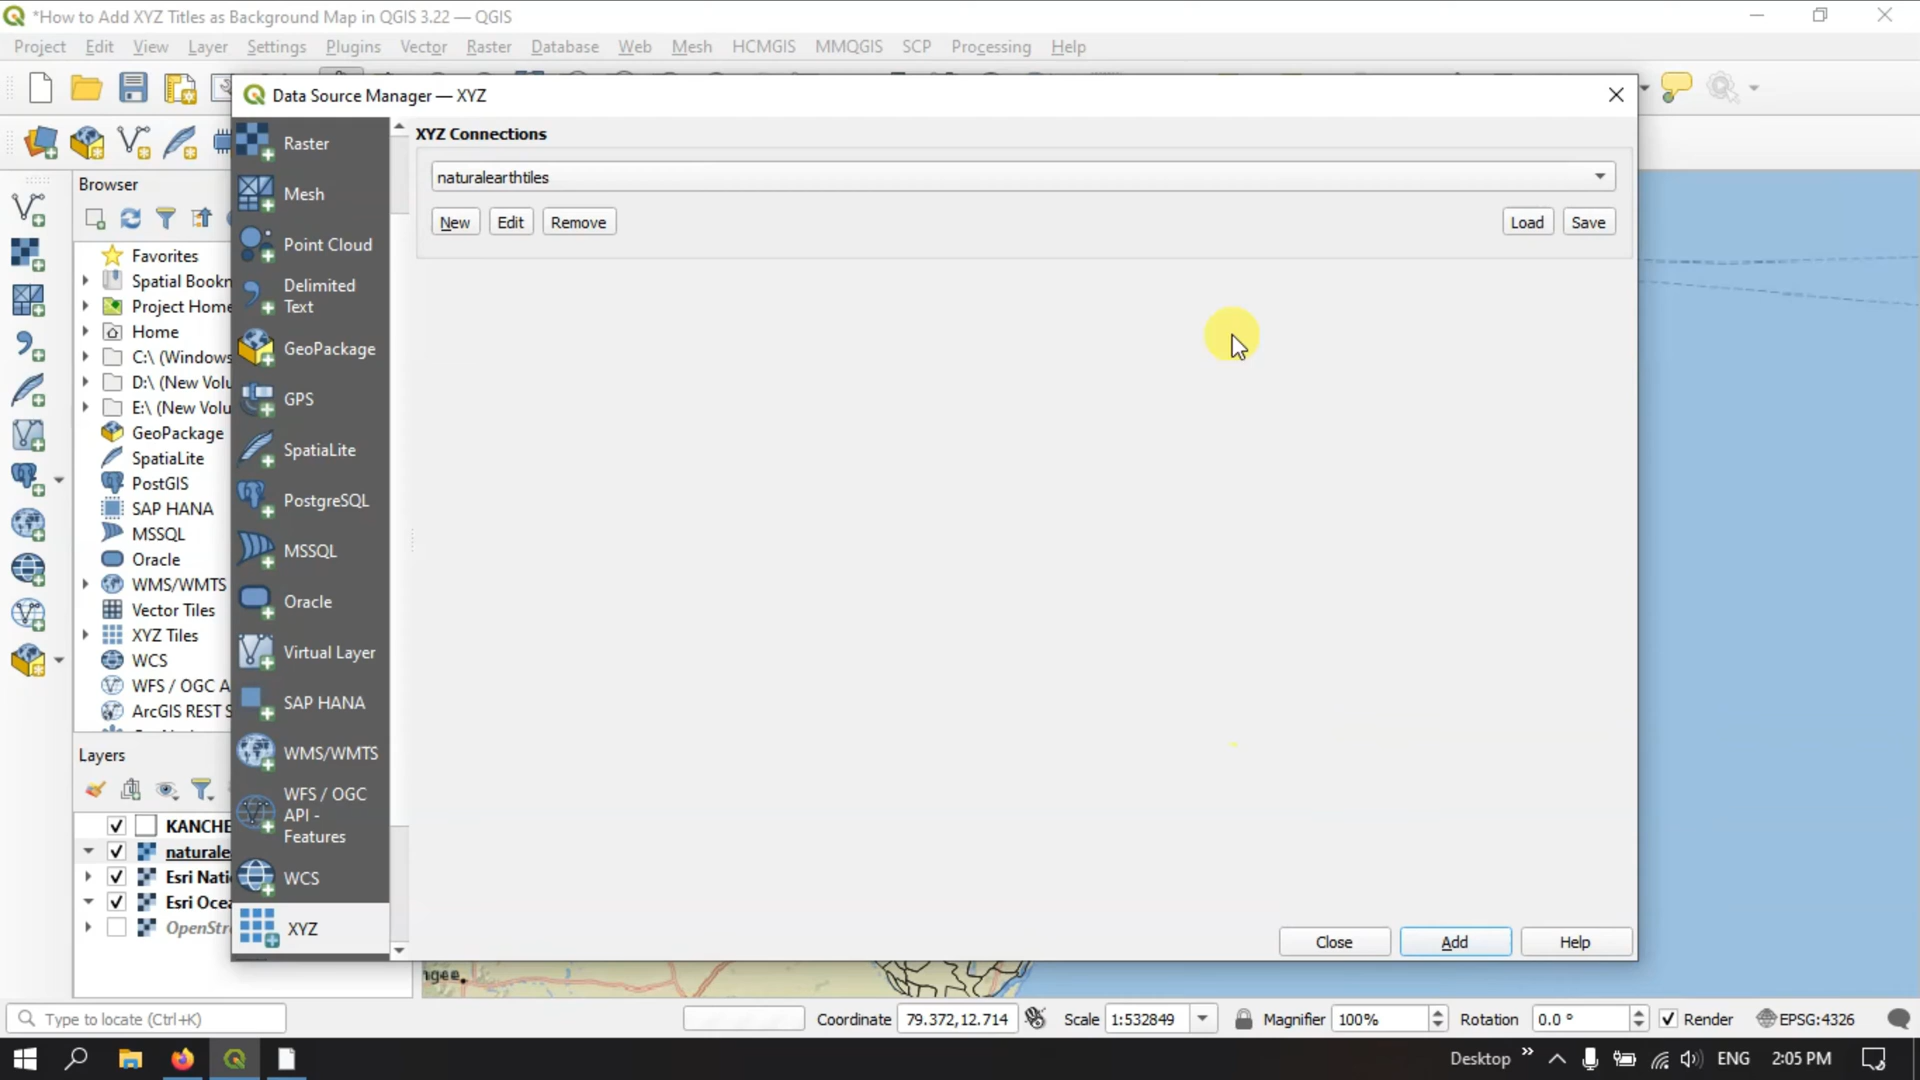 *How to Add XYZ Titles as Background Map in QGIS 3.22 — QGIS
Project Edit View Layer Settings Plugins Vector Raster Database Web Mesh HCMGIS MMQGIS SCP Processing Help
Data Source Manager — XYZ
Raster
Mesh
Point Cloud
Delimited
Text
GeoPackage
GPS
SpatiaLite
PostgreSQL
MSSQL
Oracle
Virtual Layer
SAP HANA
WMS/WMTS
WFS / OGC
API -
Features
WCS
XYZ
XYZ Connections
naturalearthtiles
New Edit Remove Load Save
Close Add Help
Browser
Favorites
Spatial Bookn
Project Home
Home
C:\ (Windows
D:\ (New Volu
E:\ (New Volu
GeoPackage
SpatiaLite
PostGIS
SAP HANA
MSSQL
Oracle
WMS/WMTS
Vector Tiles
XYZ Tiles
WCS
WFS / OGC A
ArcGIS REST S
Layers
KANCHE
naturale
Esri Nati
Esri Ocea
OpenStr
ngee
Type to locate (Ctrl+K) Coordinate 79.372,12.714 Scale 1:532849 Magnifier 100% Rotation 0.0 ° Render EPSG:4326
Desktop » ENG 2:05 PM